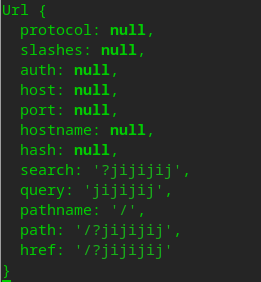 Url {
  protocol: null,
  slashes: null,
  auth: null,
  host: null,
  port: null,
  hostname: null,
  hash: null,
  search: '?jijijij',
  query: 'jijijij',
  pathname: '/',
  path: '/?jijijij',
  href: '/?jijijij'
}